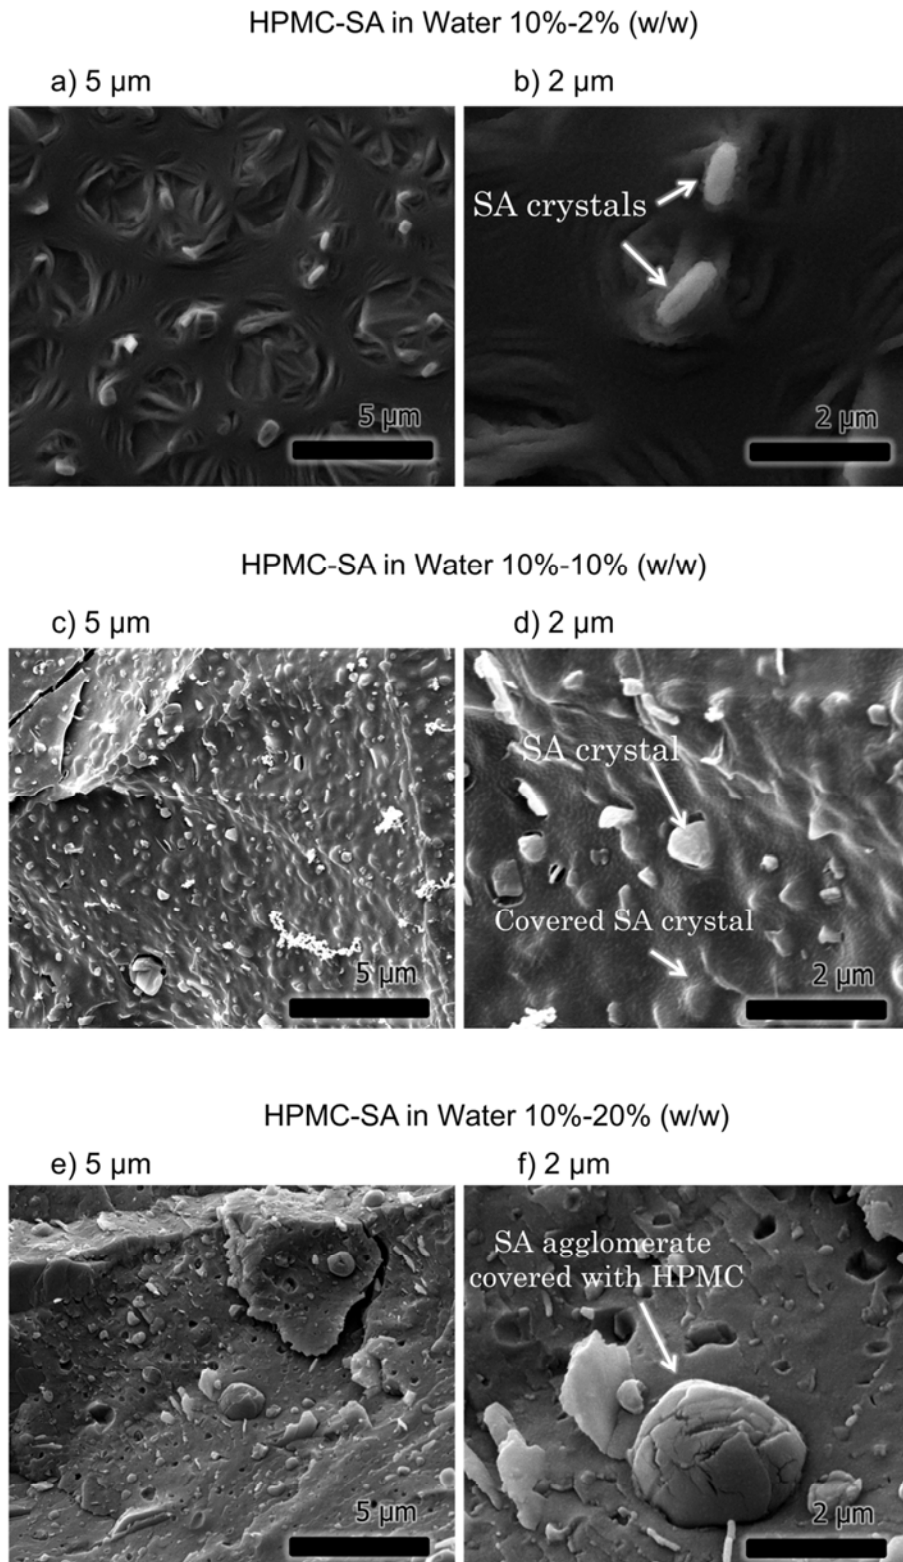 HPMC-SA in Water 10%-2% (w/w)
a) 5 µm
b) 2 µm
SA crystals
5 µm
2 µm
HPMC-SA in Water 10%-10% (w/w)
c) 5 µm
d) 2 µm
SA crystal
Covered SA crystal
5 µm
2 µm
HPMC-SA in Water 10%-20% (w/w)
e) 5 µm
f) 2 µm
SA agglomerate
covered with HPMC
5 µm
2 µm